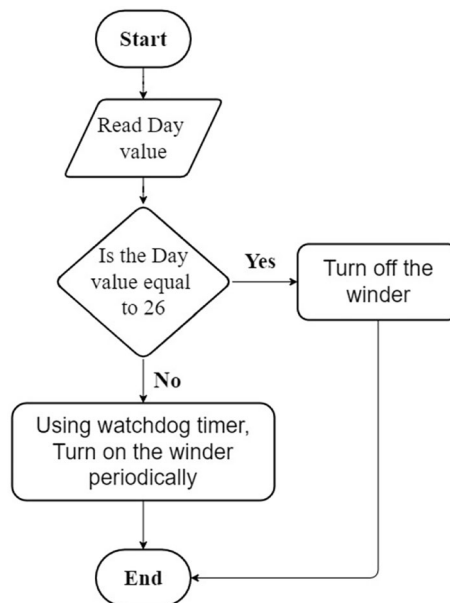 Start
Read Day
value
Is the Day
value equal
to 26
Yes
Turn off the
winder
No
Using watchdog timer,
Turn on the winder
periodically
End